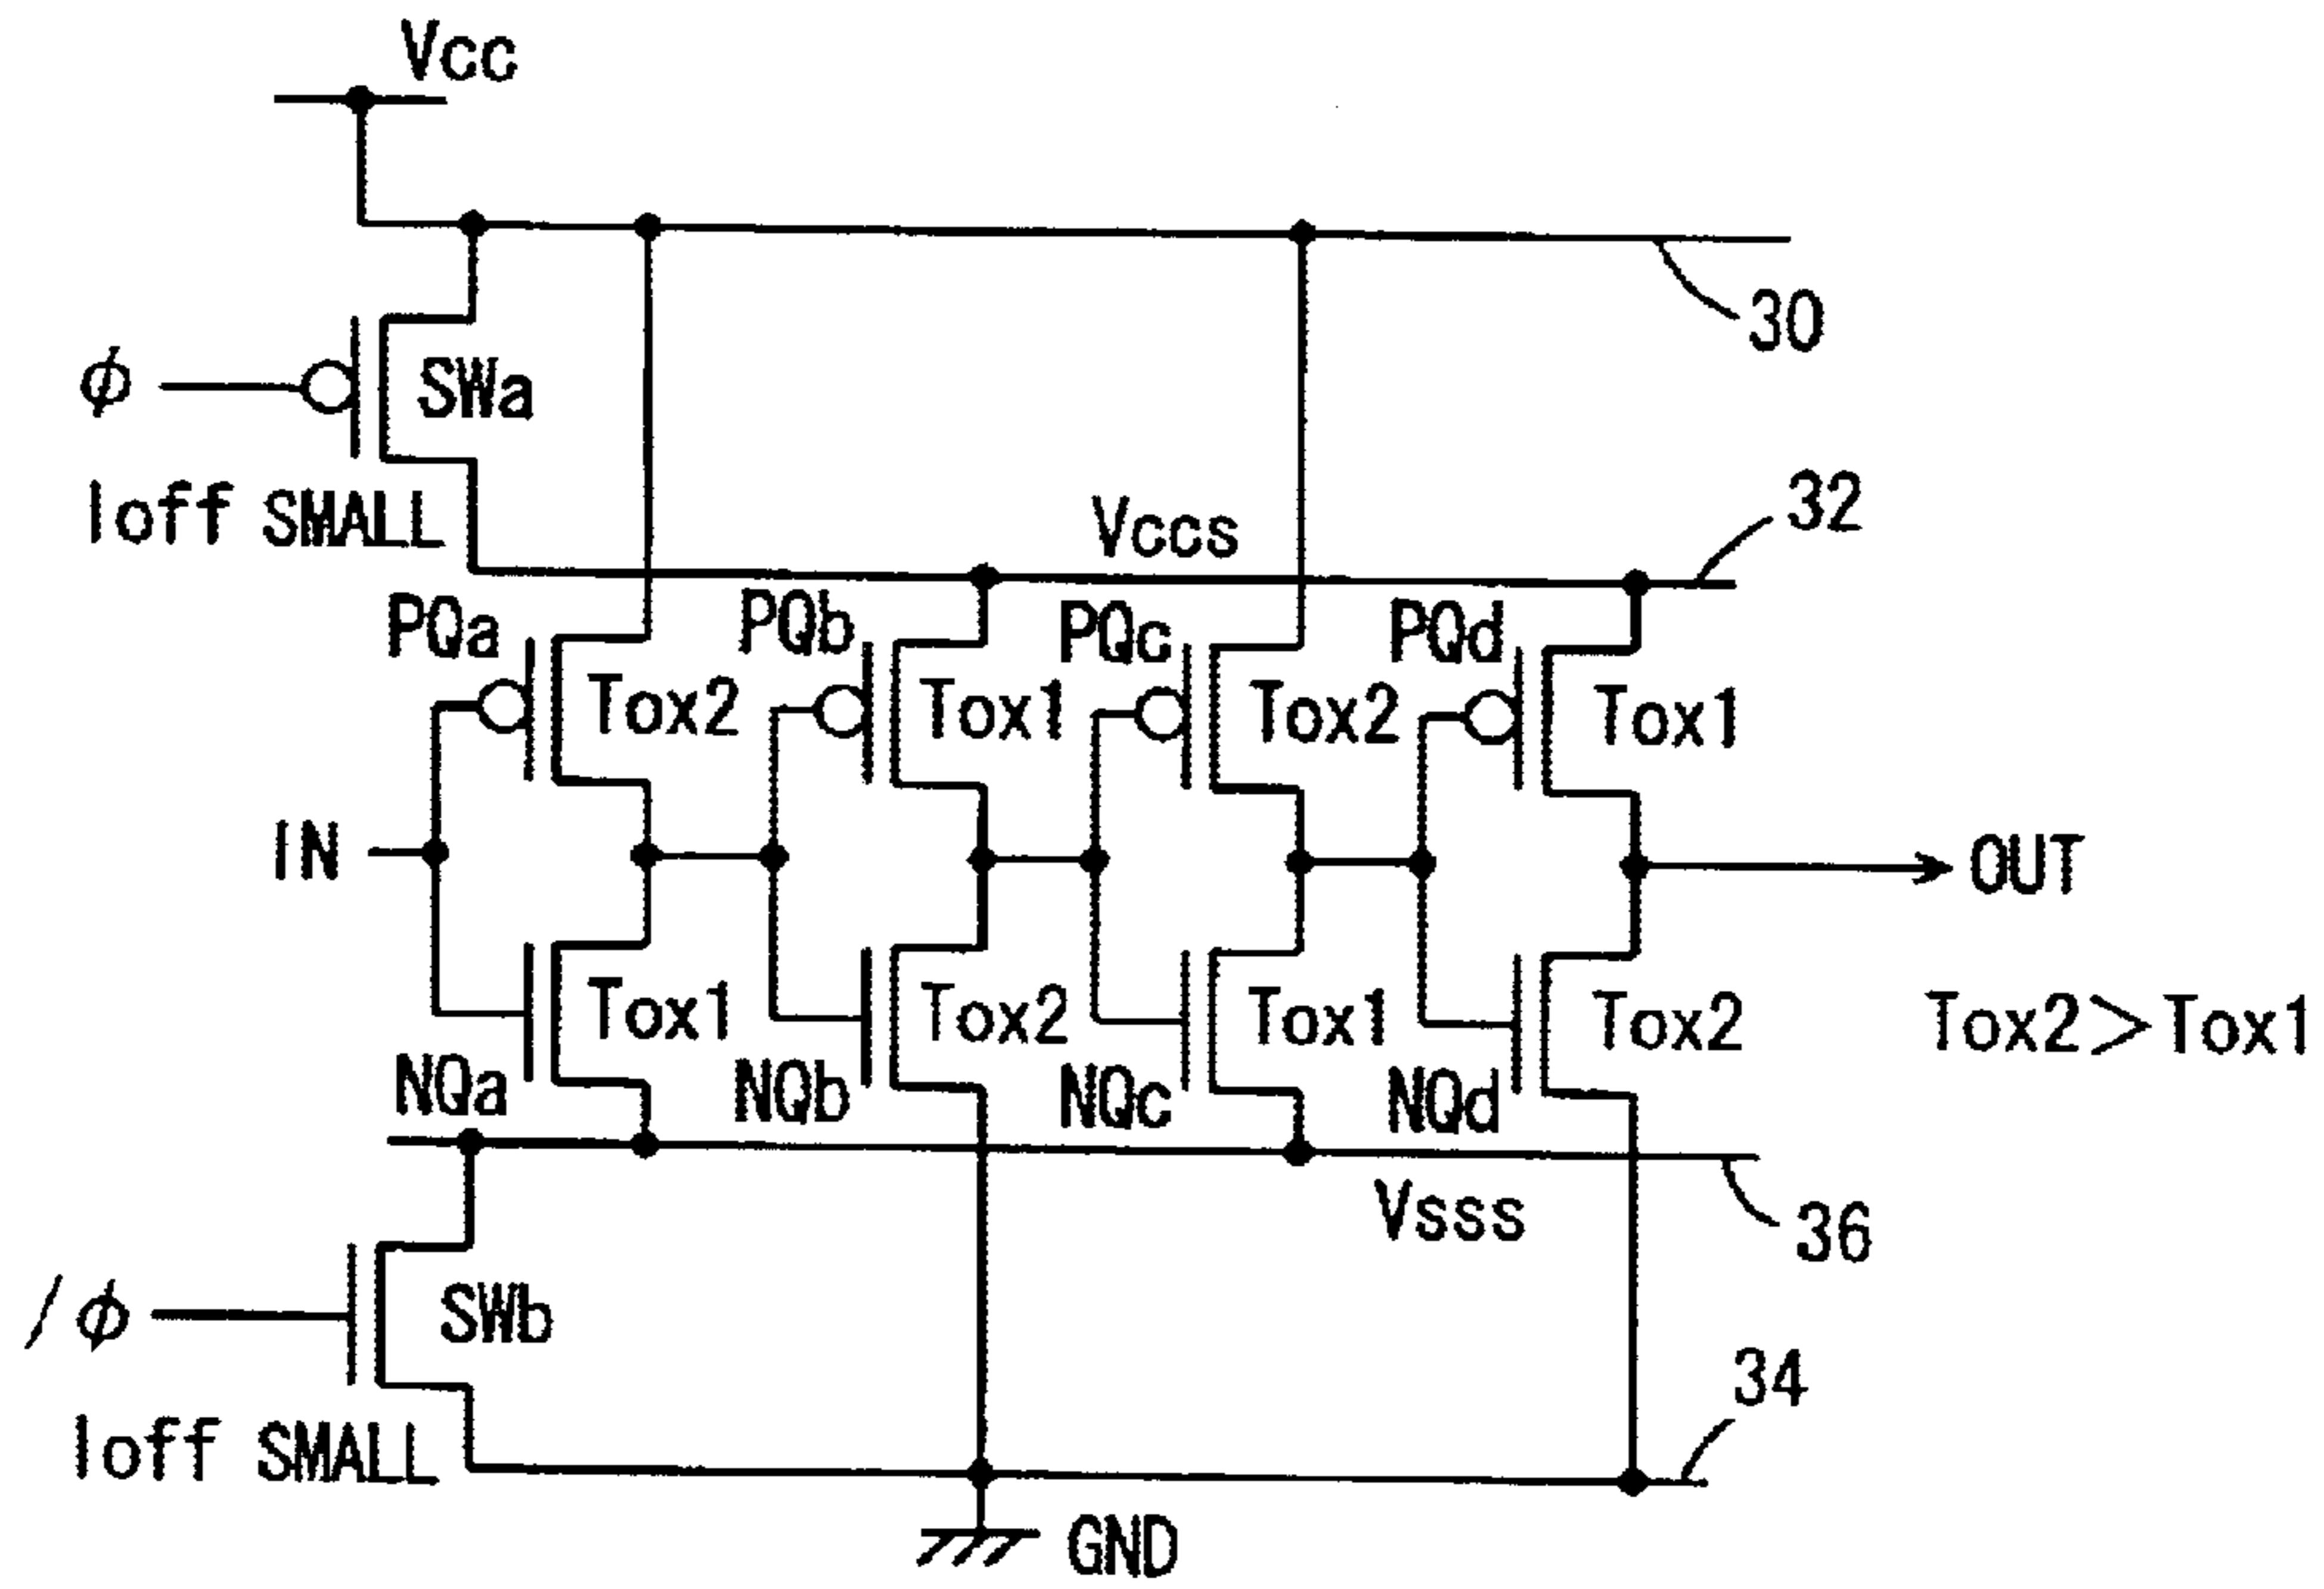 Vcc
30
ϕ
SWa
Ioff SMALL
Vccs
32
PQa
PQb
PQc
PQd
Tox2
Tox1
Tox2
Tox1
IN
OUT
Tox1
Tox2
Tox1
Tox2
Tox2>Tox1
NQa
NQb
NQc
NQd
Vsss
36
/ϕ
SWb
34
Ioff SMALL
GND